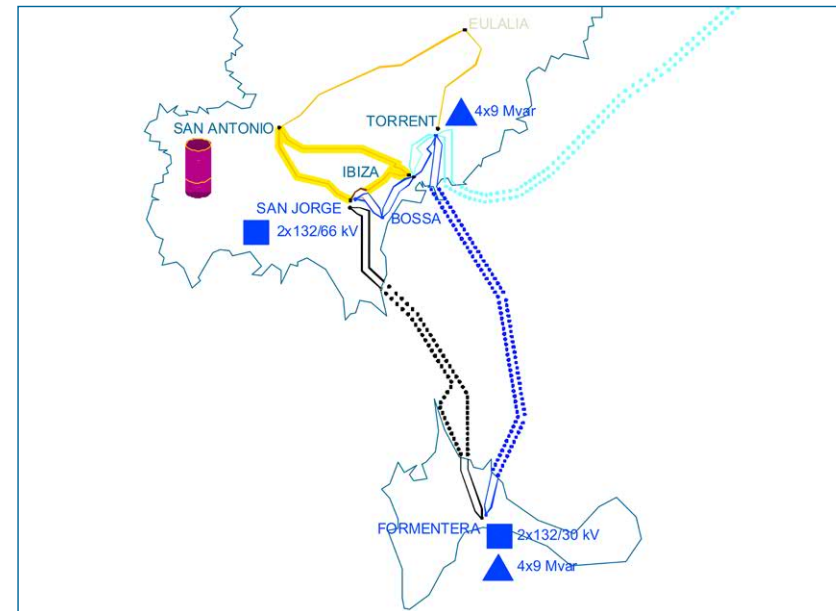 EULALIA
TORRENT
4x9 Mvar
SAN ANTONIO
IBIZA
SAN JORGE
BOSSA
2x132/66 kV
FORMENTERA
2x132/30 kV
4x9 Mvar